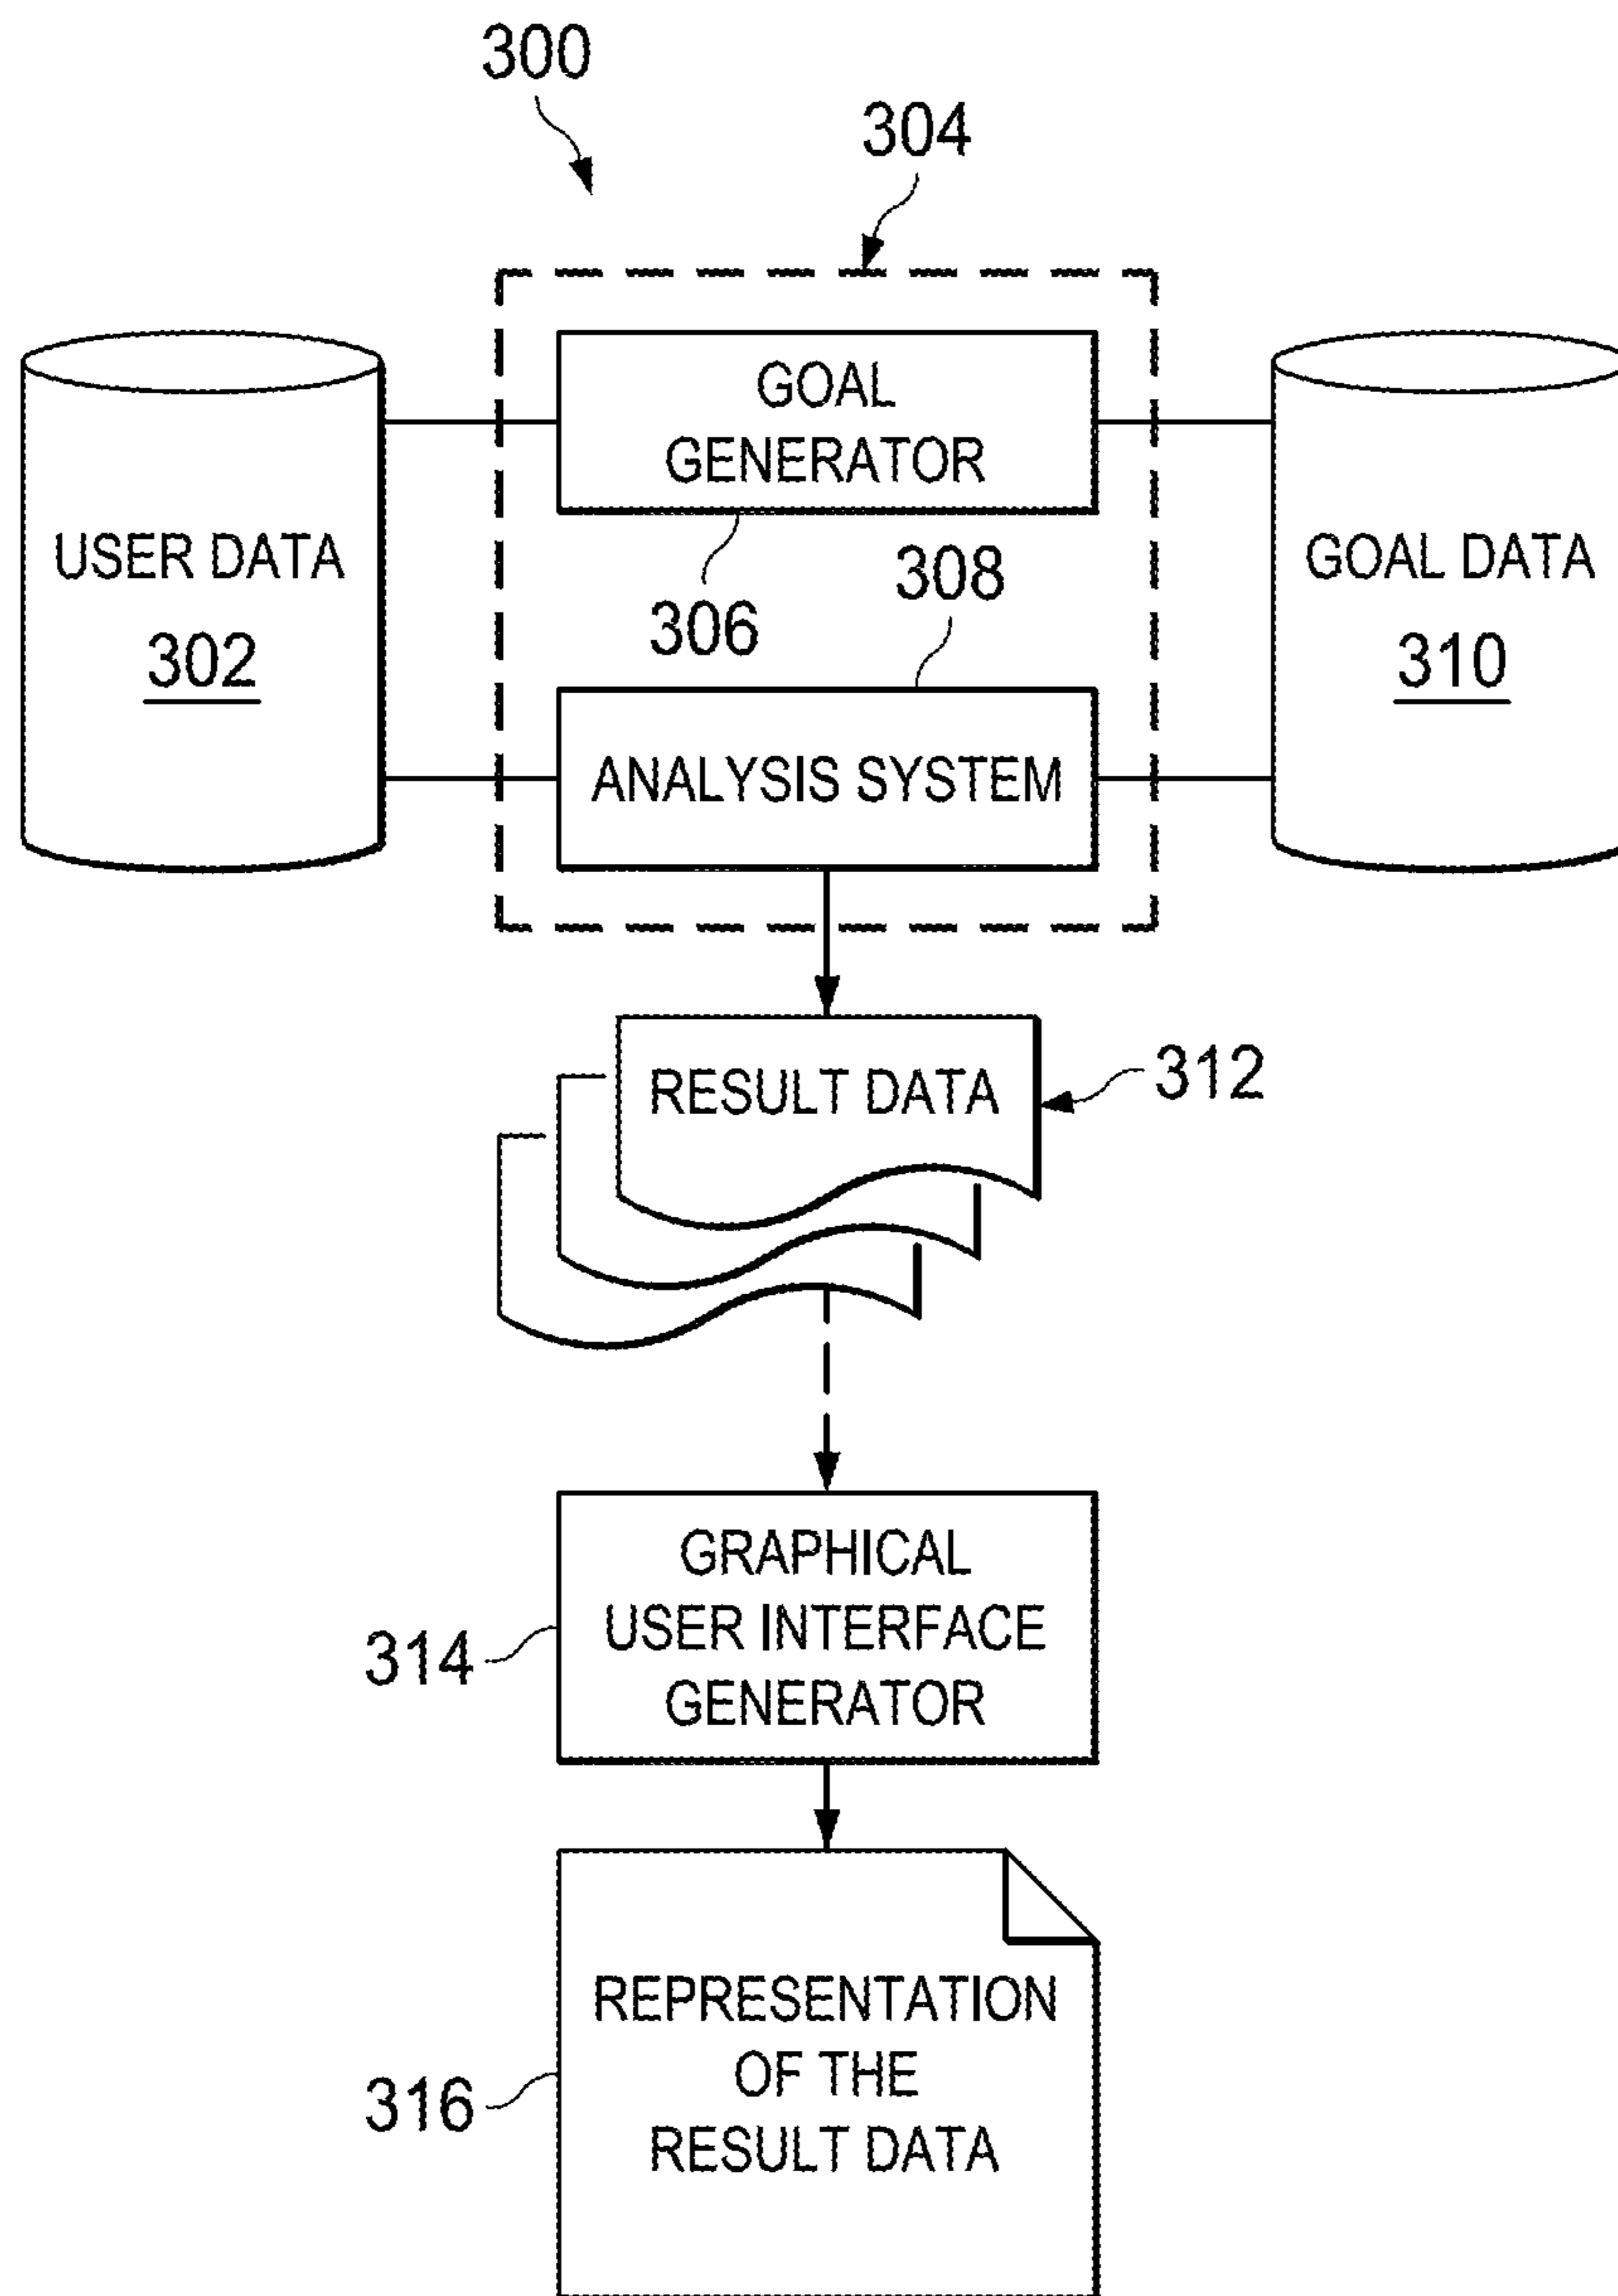 300
304
GOAL
GENERATOR
USER DATA
302
306
308
GOAL DATA
310
ANALYSIS SYSTEM
RESULT DATA
312
GRAPHICAL
USER INTERFACE
GENERATOR
314
REPRESENTATION
OF THE
RESULT DATA
316